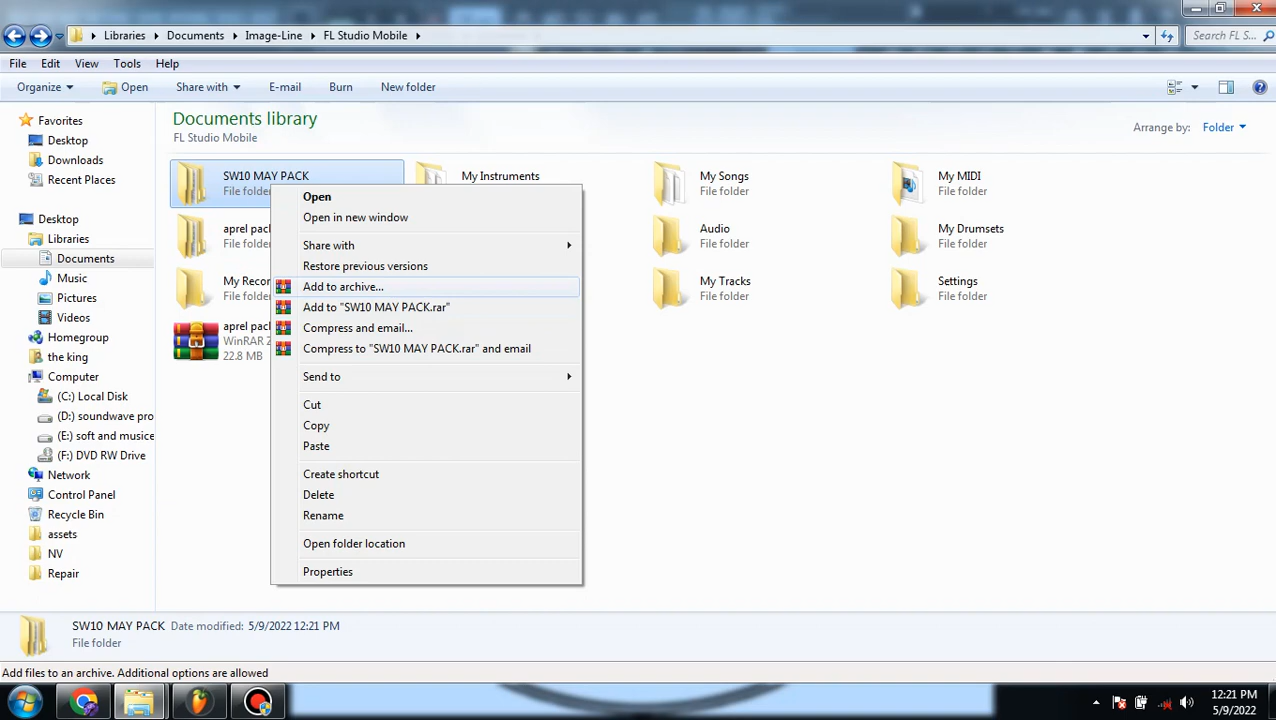 Libraries Documents Image-Line FL Studio Mobile Search FL S...
File Edit View Tools Help
Organize Open Share with E-mail Burn New folder
Favorites
Desktop
Downloads
Recent Places
Desktop
Libraries
Documents
Music
Pictures
Videos
Homegroup
the king
Computer
(C:) Local Disk
(D:) soundwave pro
(E:) soft and musice
(F:) DVD RW Drive
Network
Control Panel
Recycle Bin
assets
NV
Repair
Documents library
FL Studio Mobile
Arrange by: Folder
SW10 MAY PACK
File folder
My Instruments
My Songs
File folder
My MIDI
File folder
aprel pack
File folder
Audio
File folder
My Drumsets
File folder
My Recor
File folder
My Tracks
File folder
Settings
File folder
aprel pack
WinRAR Z
22.8 MB
Open
Open in new window
Share with
Restore previous versions
Add to archive...
Add to "SW10 MAY PACK.rar"
Compress and email...
Compress to "SW10 MAY PACK.rar" and email
Send to
Cut
Copy
Paste
Create shortcut
Delete
Rename
Open folder location
Properties
SW10 MAY PACK Date modified: 5/9/2022 12:21 PM
File folder
Add files to an archive. Additional options are allowed
12:21 PM
5/9/2022